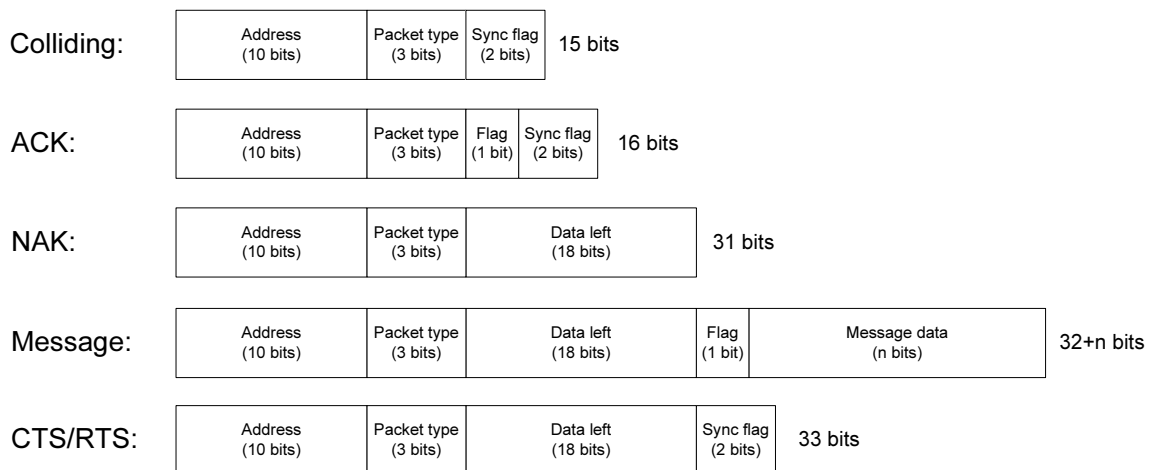 Colliding:
Address
(10 bits)
Packet type
(3 bits)
Sync flag
(2 bits)
15 bits
ACK:
Address
(10 bits)
Packet type
(3 bits)
Flag
(1 bit)
Sync flag
(2 bits)
16 bits
NAK:
Address
(10 bits)
Packet type
(3 bits)
Data left
(18 bits)
31 bits
Message:
Address
(10 bits)
Packet type
(3 bits)
Data left
(18 bits)
Flag
(1 bit)
Message data
(n bits)
32+n bits
CTS/RTS:
Address
(10 bits)
Packet type
(3 bits)
Data left
(18 bits)
Sync flag
(2 bits)
33 bits